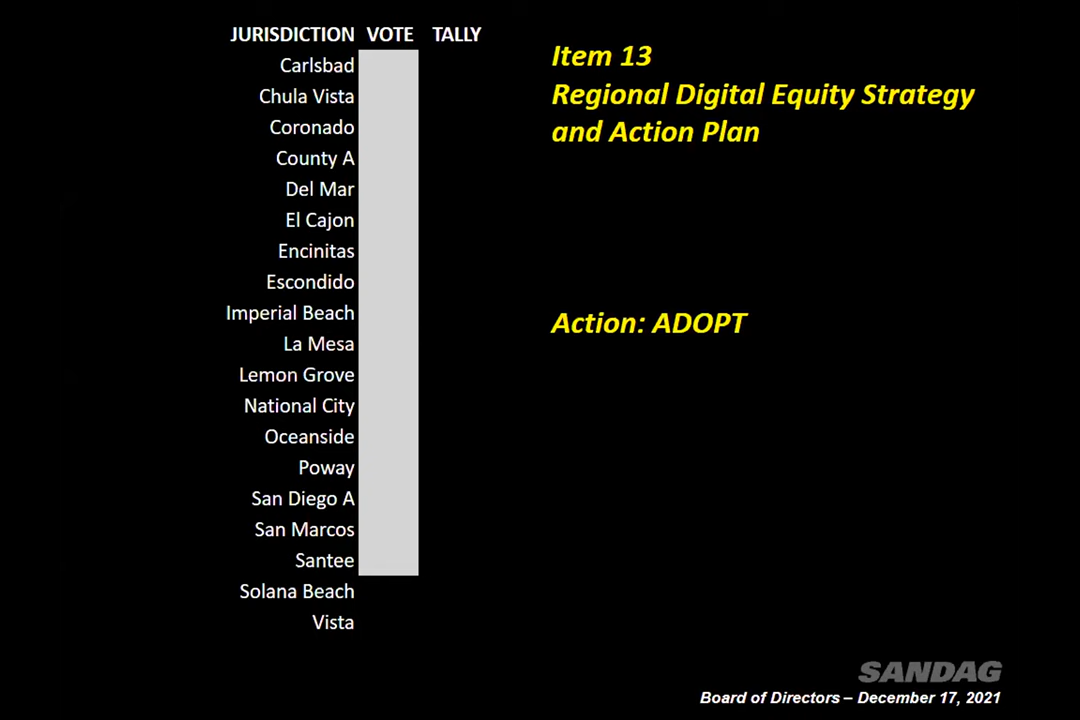 JURISDICTION VOTE TALLY
Carlsbad
Chula Vista
Coronado
County A
Del Mar
El Cajon
Encinitas
Escondido
Imperial Beach
La Mesa
Lemon Grove
National City
Oceanside
Poway
San Diego A
San Marcos
Santee
Solana Beach
Vista
Item 13
Regional Digital Equity Strategy
and Action Plan
Action: ADOPT
SANDAG
Board of Directors – December 17, 2021